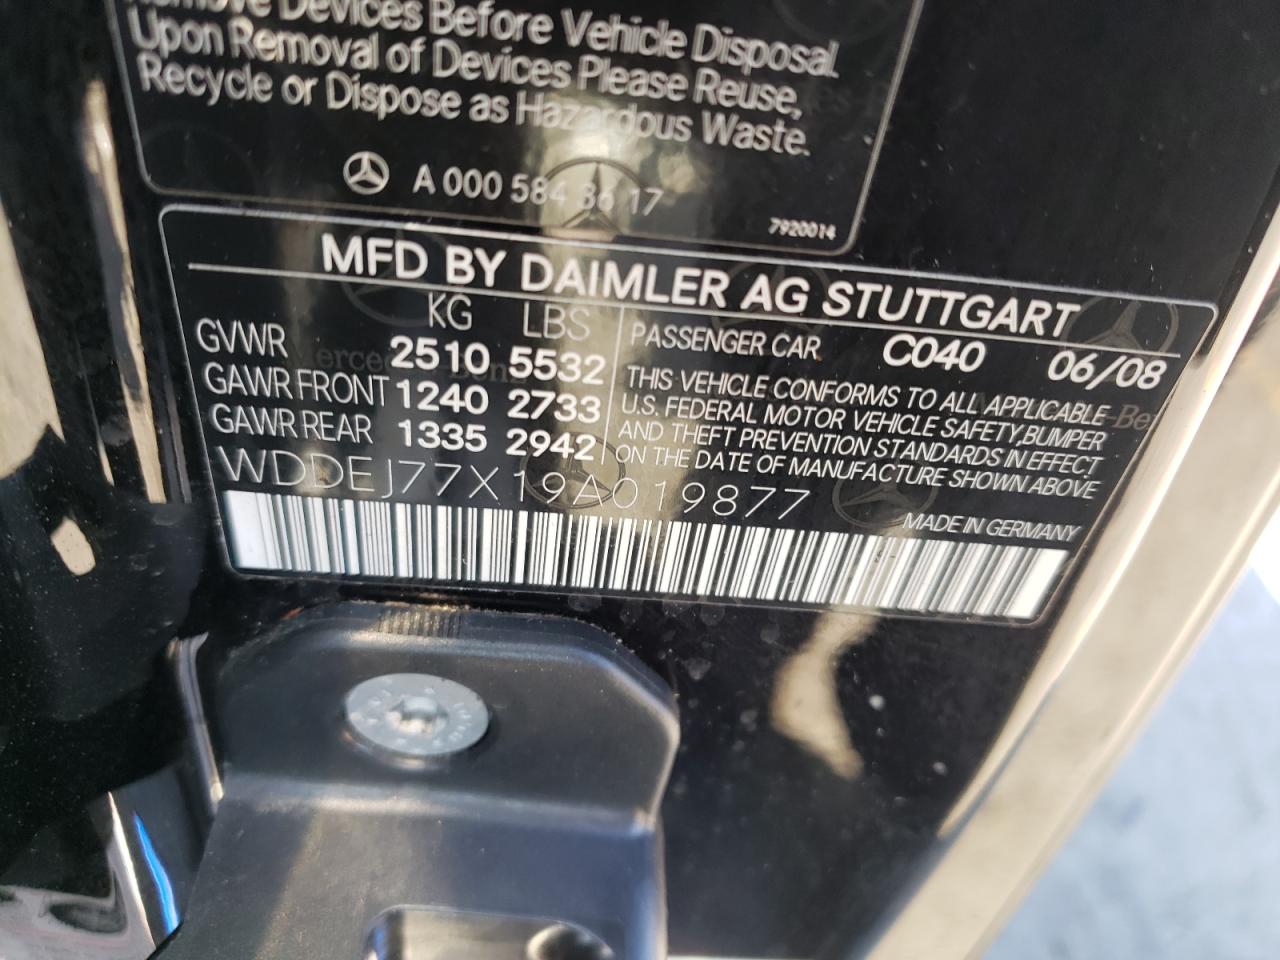 Remove Devices Before Vehicle Disposal.
Upon Removal of Devices Please Reuse,
Recycle or Dispose as Hazardous Waste.
A 000 584 36 17
7920014
MFD BY DAIMLER AG STUTTGART
KG LBS
GVWR 2510 5532
GAWR FRONT 1240 2733
GAWR REAR 1335 2942
PASSENGER CAR C040 06/08
THIS VEHICLE CONFORMS TO ALL APPLICABLE
U.S. FEDERAL MOTOR VEHICLE SAFETY, BUMPER
AND THEFT PREVENTION STANDARDS IN EFFECT
ON THE DATE OF MANUFACTURE SHOWN ABOVE
WDDEJ77X19A019877
MADE IN GERMANY